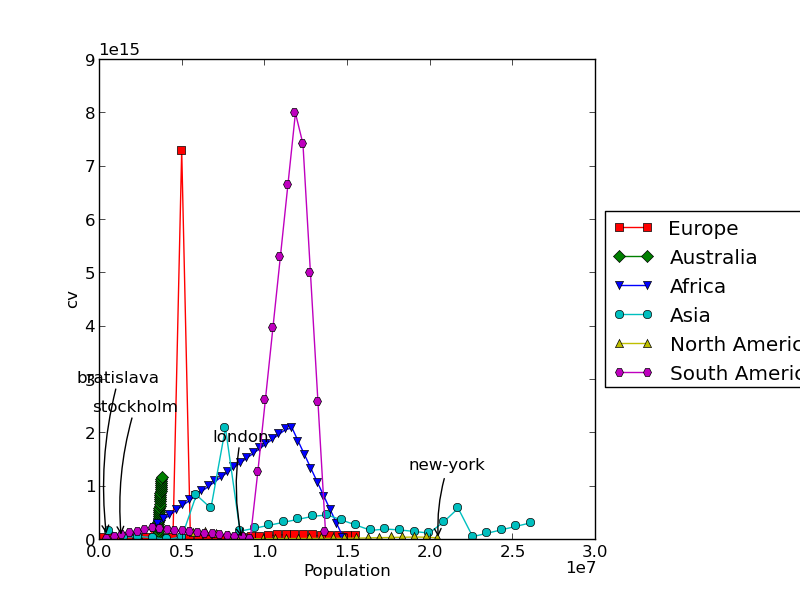 1e15
9
8
7
6
5
4
3
2
1
0
cv
bratislava
stockholm
london
new-york
0.0 0.5 1.0 1.5 2.0 2.5 3.0
1e7
Population
Europe
Australia
Africa
Asia
North Americ
South Americ